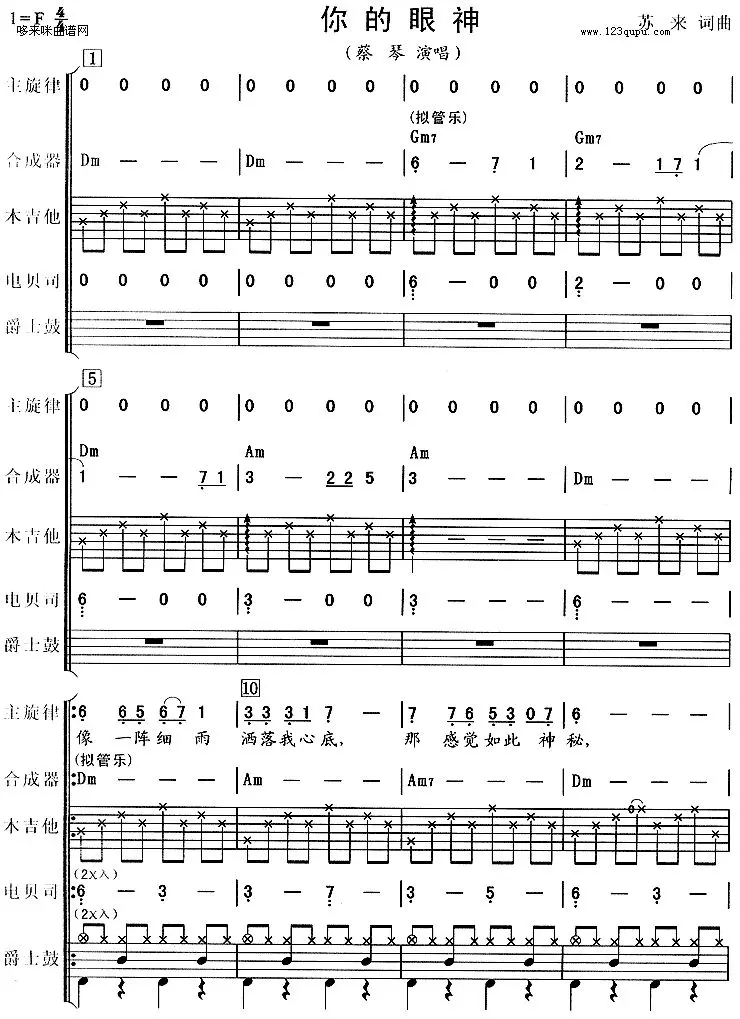 1=F 4/4
哆来咪曲谱网
你的眼神
(蔡 琴 演唱)
www.123qupu.com
苏 来 词曲
1
主旋律 0 0 0 0 | 0 0 0 0 | 0 0 0 0 | 0 0 0 0
(拟管乐)
Gm7 Gm7
合成器 Dm — — — | Dm — — — | 6 — 7 1 | 2 — 1 7 1
木吉他
电贝司 0 0 0 0 | 0 0 0 0 | 6 — 0 0 | 2 — 0 0
爵士鼓
5
主旋律 0 0 0 0 | 0 0 0 0 | 0 0 0 0 | 0 0 0 0
Dm Am Am
合成器 1 — — 7 1 | 3 — 2 2 5 | 3 — — — | Dm — — —
木吉他
电贝司 6 — 0 0 | 3 — 0 0 | 3 — — — | 6 — — —
爵士鼓
10
主旋律 6 6 5 6 7 1 | 3 3 3 1 7 — | 7 7 6 5 3 0 7 | 6 — — —
像 一阵细 雨 洒落我心底, 那 感觉如此 神 秘,
(拟管乐)
合成器 Dm — — — | Am — — — | Am7 — — — | Dm — — —
木吉他
(2X入)
电贝司 6 — 3 — | 3 — 7 — | 3 — 5 — | 6 — 3 —
(2X入)
爵士鼓